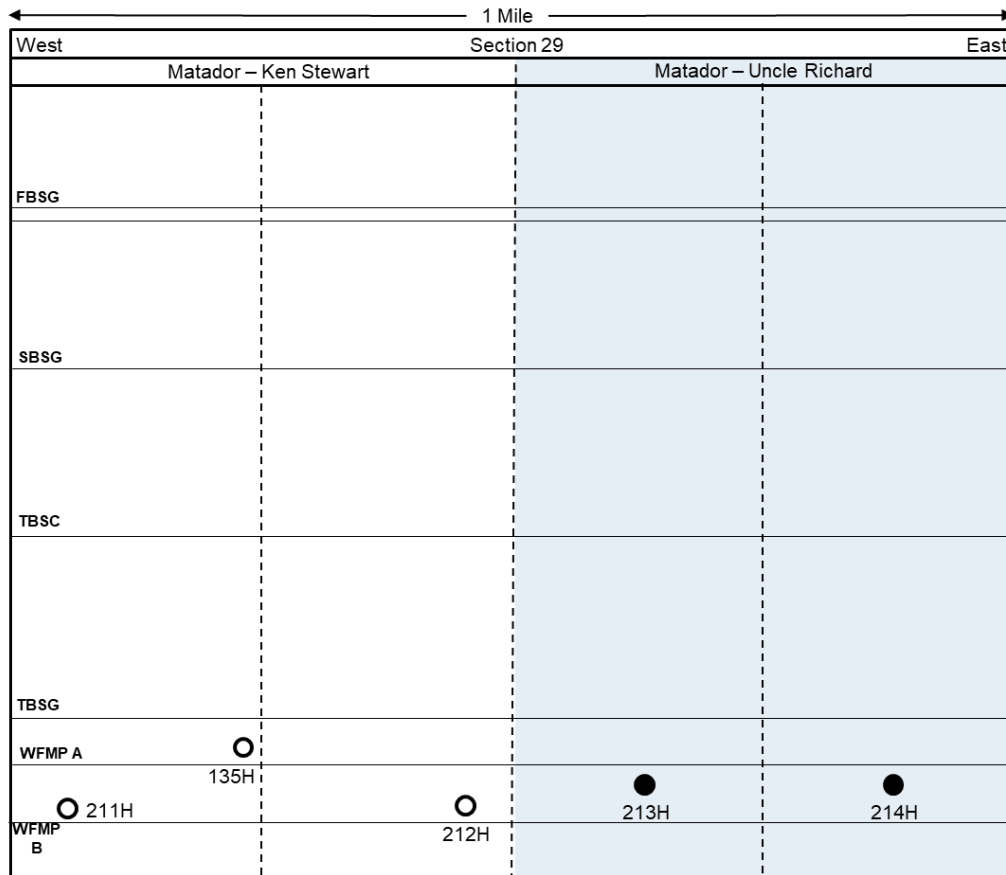 1 Mile
West Section 29 East
Matador – Ken Stewart Matador – Uncle Richard
FBSG
SBSG
TBSC
TBSG
WFMP A
135H
211H
212H
213H
214H
WFMP
B